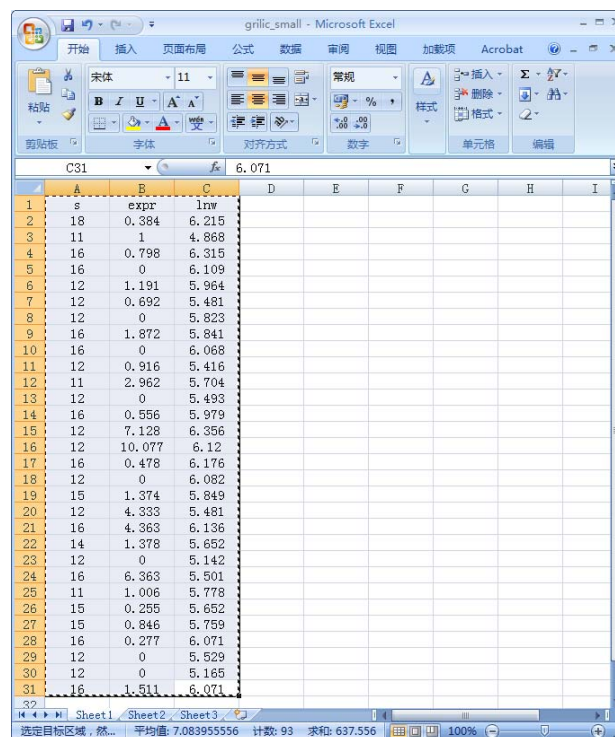 grilic_small - Microsoft Excel
开始 插入 页面布局 公式 数据 审阅 视图 加载项 Acrobat
宋体 11 常规 插入 Σ
粘贴 B I U A A % , 样式 删除
A 格式
剪贴板 字体 对齐方式 数字 单元格 编辑
C31 fx 6.071
A B C D E F G H I
1 s expr lnw
2 18 0.384 6.215
3 11 1 4.868
4 16 0.798 6.315
5 16 0 6.109
6 12 1.191 5.964
7 12 0.692 5.481
8 12 0 5.823
9 16 1.872 5.841
10 16 0 6.068
11 12 0.916 5.416
12 11 2.962 5.704
13 12 0 5.493
14 16 0.556 5.979
15 12 7.128 6.356
16 12 10.077 6.12
17 16 0.478 6.176
18 12 0 6.082
19 15 1.374 5.849
20 12 4.333 5.481
21 16 4.363 6.136
22 14 1.378 5.652
23 12 0 5.142
24 16 6.363 5.501
25 11 1.006 5.778
26 15 0.255 5.652
27 15 0.846 5.759
28 16 0.277 6.071
29 12 0 5.529
30 12 0 5.165
31 16 1.511 6.071
32
Sheet1 Sheet2 Sheet3
选定目标区域，然... 平均值: 7.083955556 计数: 93 求和: 637.556 100%